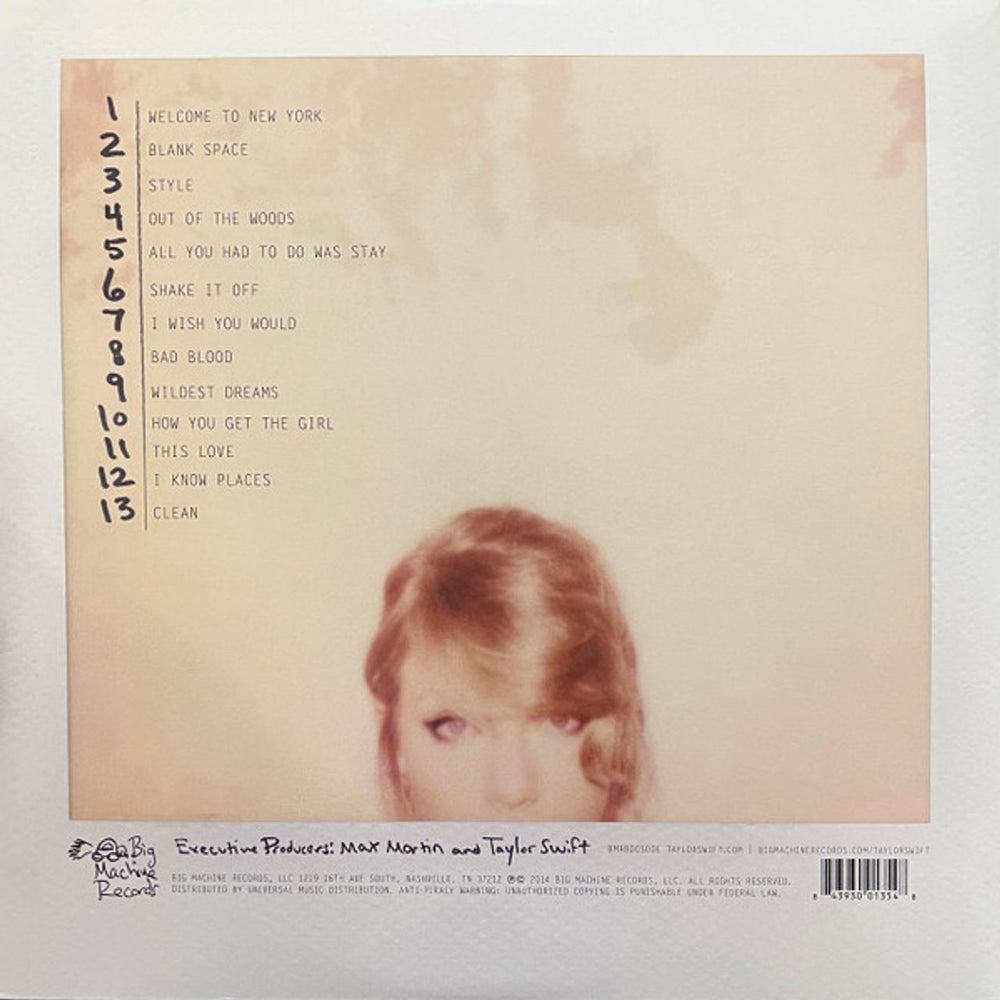 1 WELCOME TO NEW YORK
2 BLANK SPACE
3 STYLE
4 OUT OF THE WOODS
5 ALL YOU HAD TO DO WAS STAY
6 SHAKE IT OFF
7 I WISH YOU WOULD
8 BAD BLOOD
9 WILDEST DREAMS
10 HOW YOU GET THE GIRL
11 THIS LOVE
12 I KNOW PLACES
13 CLEAN
Big Machine Records
Executive Producers: Max Martin and Taylor Swift
TAYLORSWIFT.COM | BIGMACHINERECORDS.COM/TAYLORSWIFT
BIG MACHINE RECORDS, LLC 1219 16TH AVE SOUTH, NASHVILLE, TN 37212 ℗© 2014 BIG MACHINE RECORDS, LLC. ALL RIGHTS RESERVED.
DISTRIBUTED BY UNIVERSAL MUSIC DISTRIBUTION. ANTI-PIRACY WARNING: UNAUTHORIZED COPYING IS PUNISHABLE UNDER FEDERAL LAW.
8 43930 01354 8